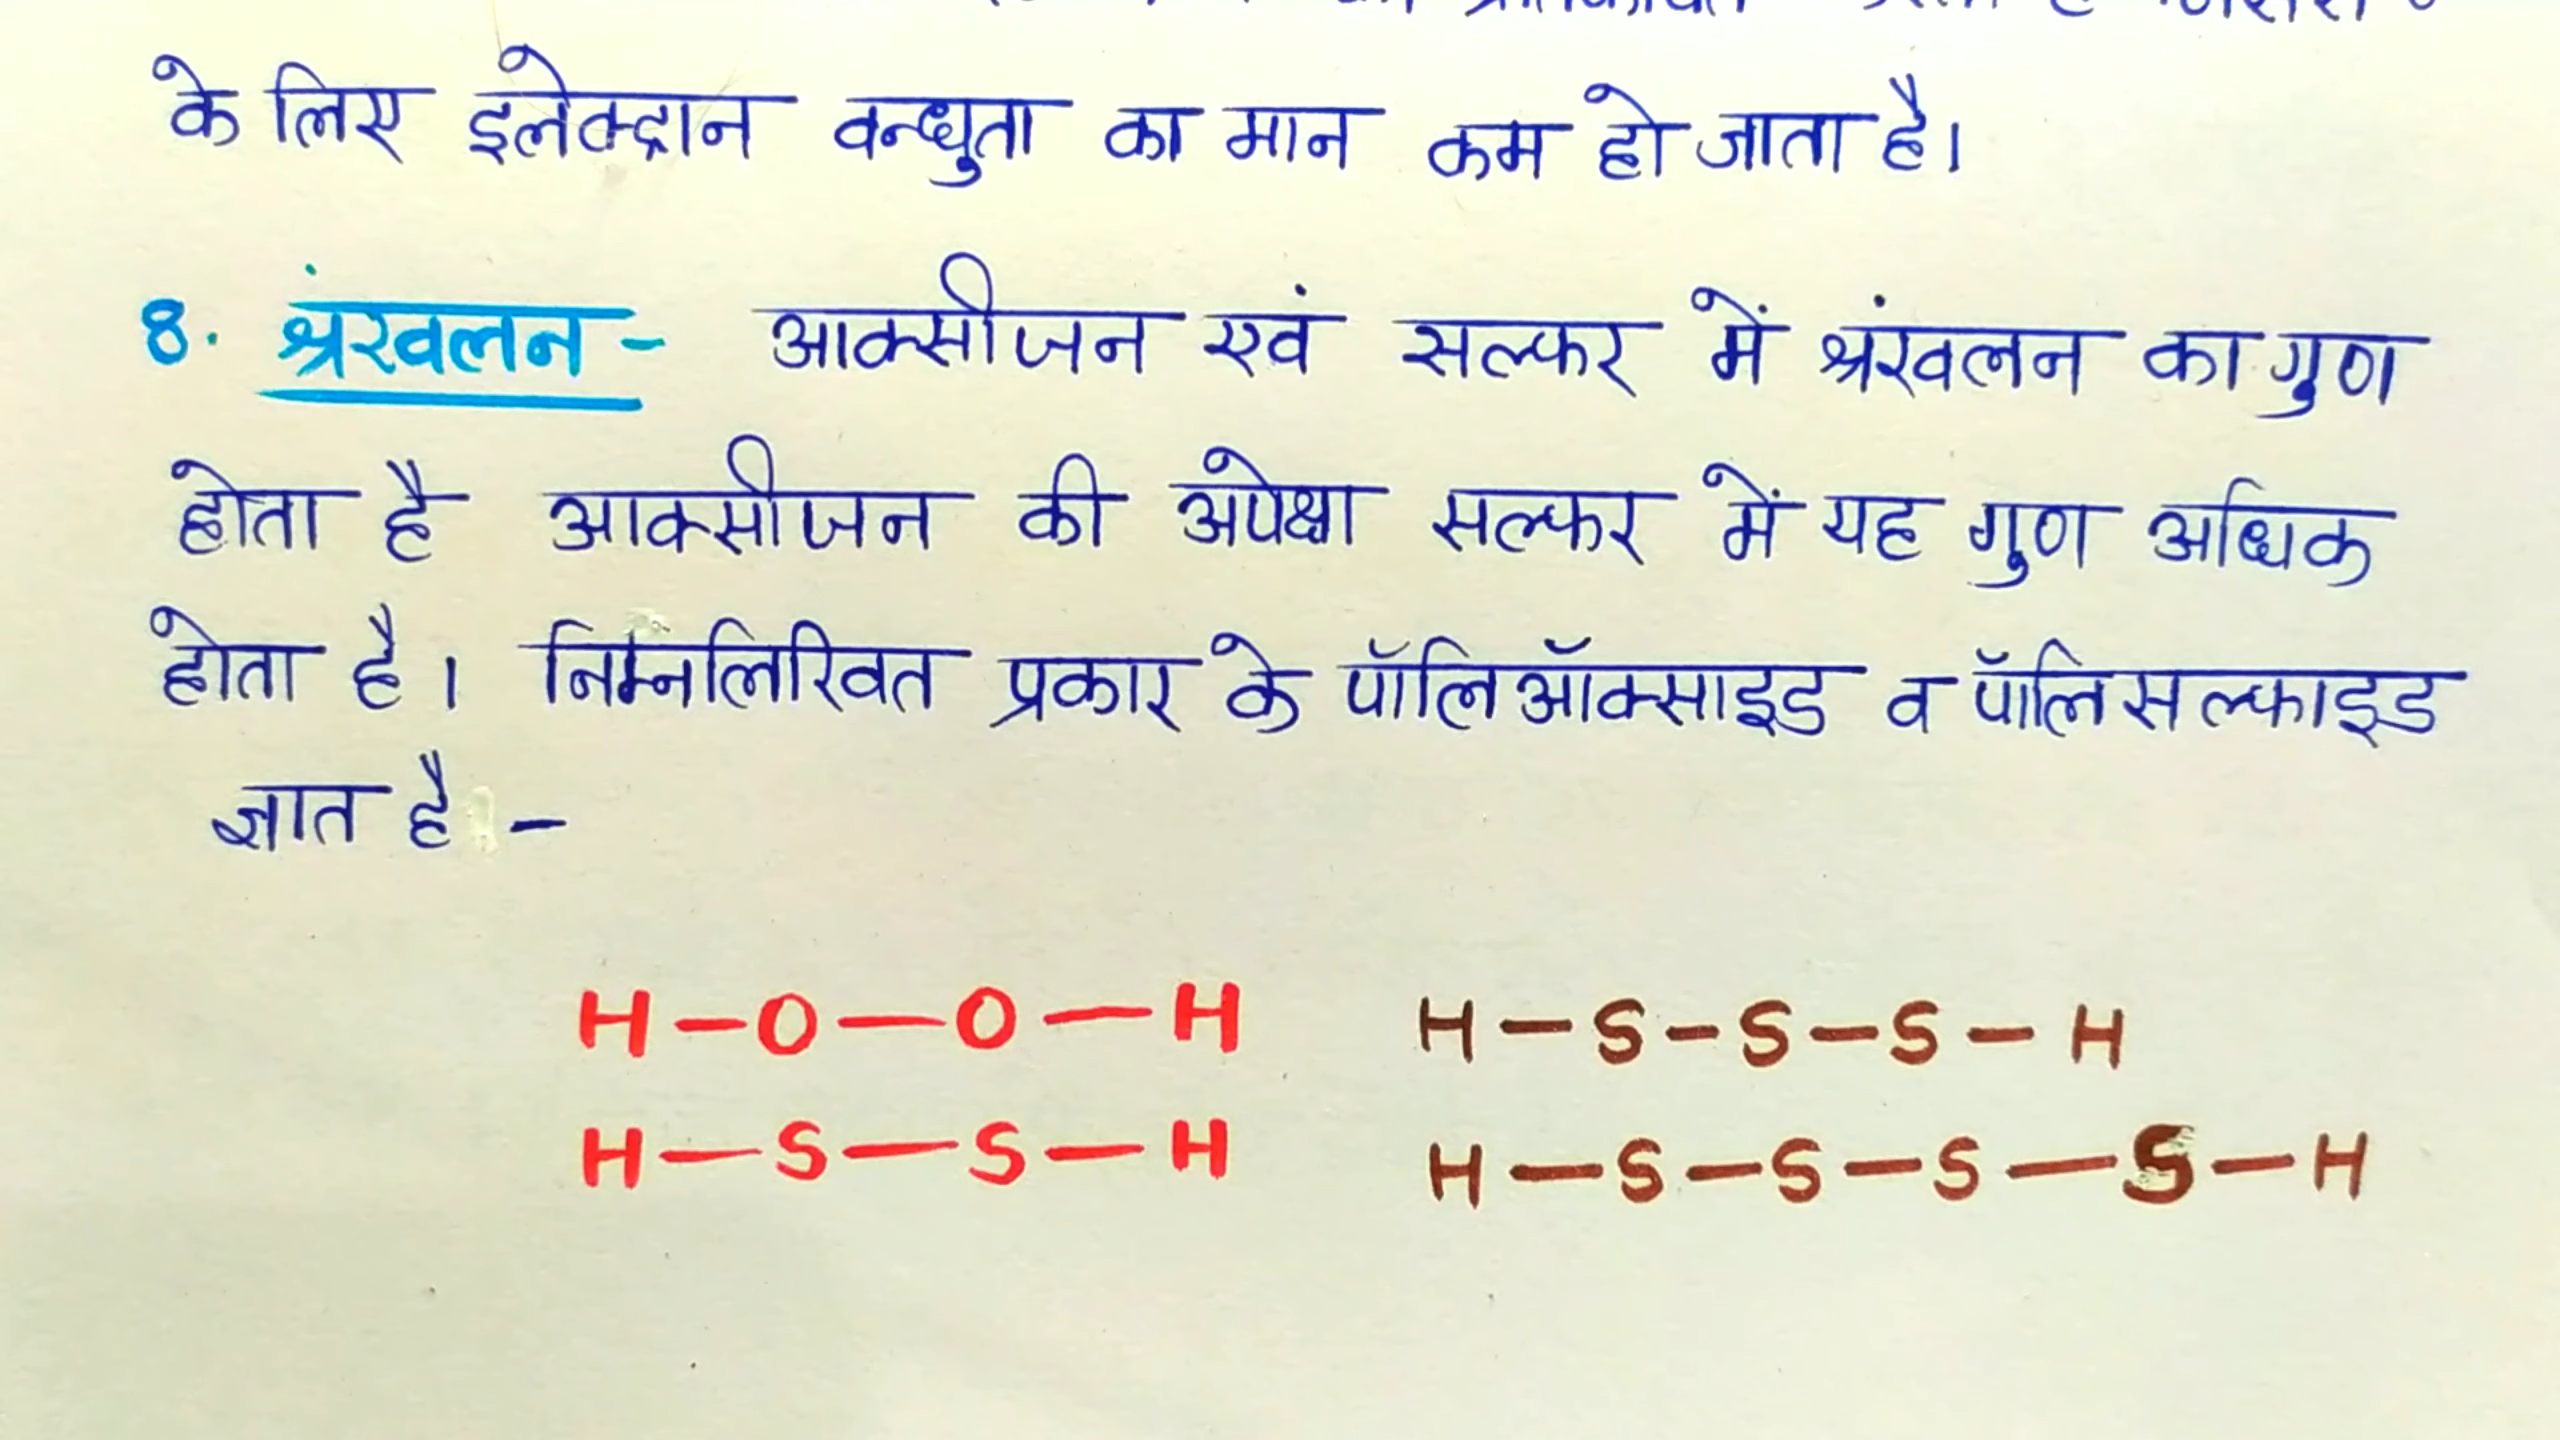 के लिए इलेक्ट्रान वन्धुता का मान कम हो जाता है।
8. श्रंखलन - आक्सीजन एवं सल्फर में श्रंखलन का गुण
होता है आक्सीजन की अपेक्षा सल्फर में यह गुण अधिक
होता है। निम्नलिखित प्रकार के पॉलिऑक्साइड व पॉलिसल्फाइड
ज्ञात है -
H-O-O-H H-S-S-S-H
H-S-S-H H-S-S-S-S-H